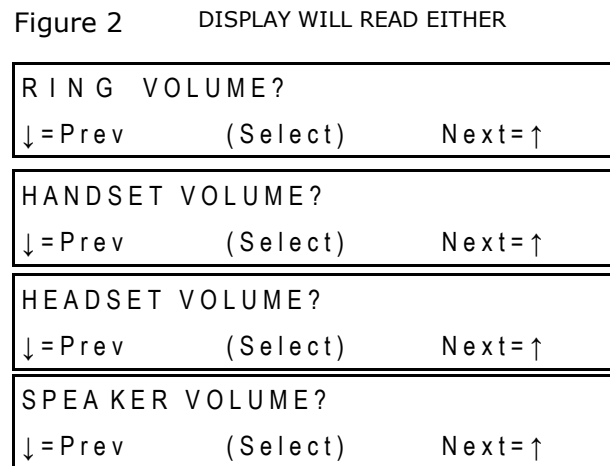 Figure 2 DISPLAY WILL READ EITHER
RING VOLUME?
↓=Prev (Select) Next=↑
HANDSET VOLUME?
↓=Prev (Select) Next=↑
HEADSET VOLUME?
↓=Prev (Select) Next=↑
SPEAKER VOLUME?
↓=Prev (Select) Next=↑